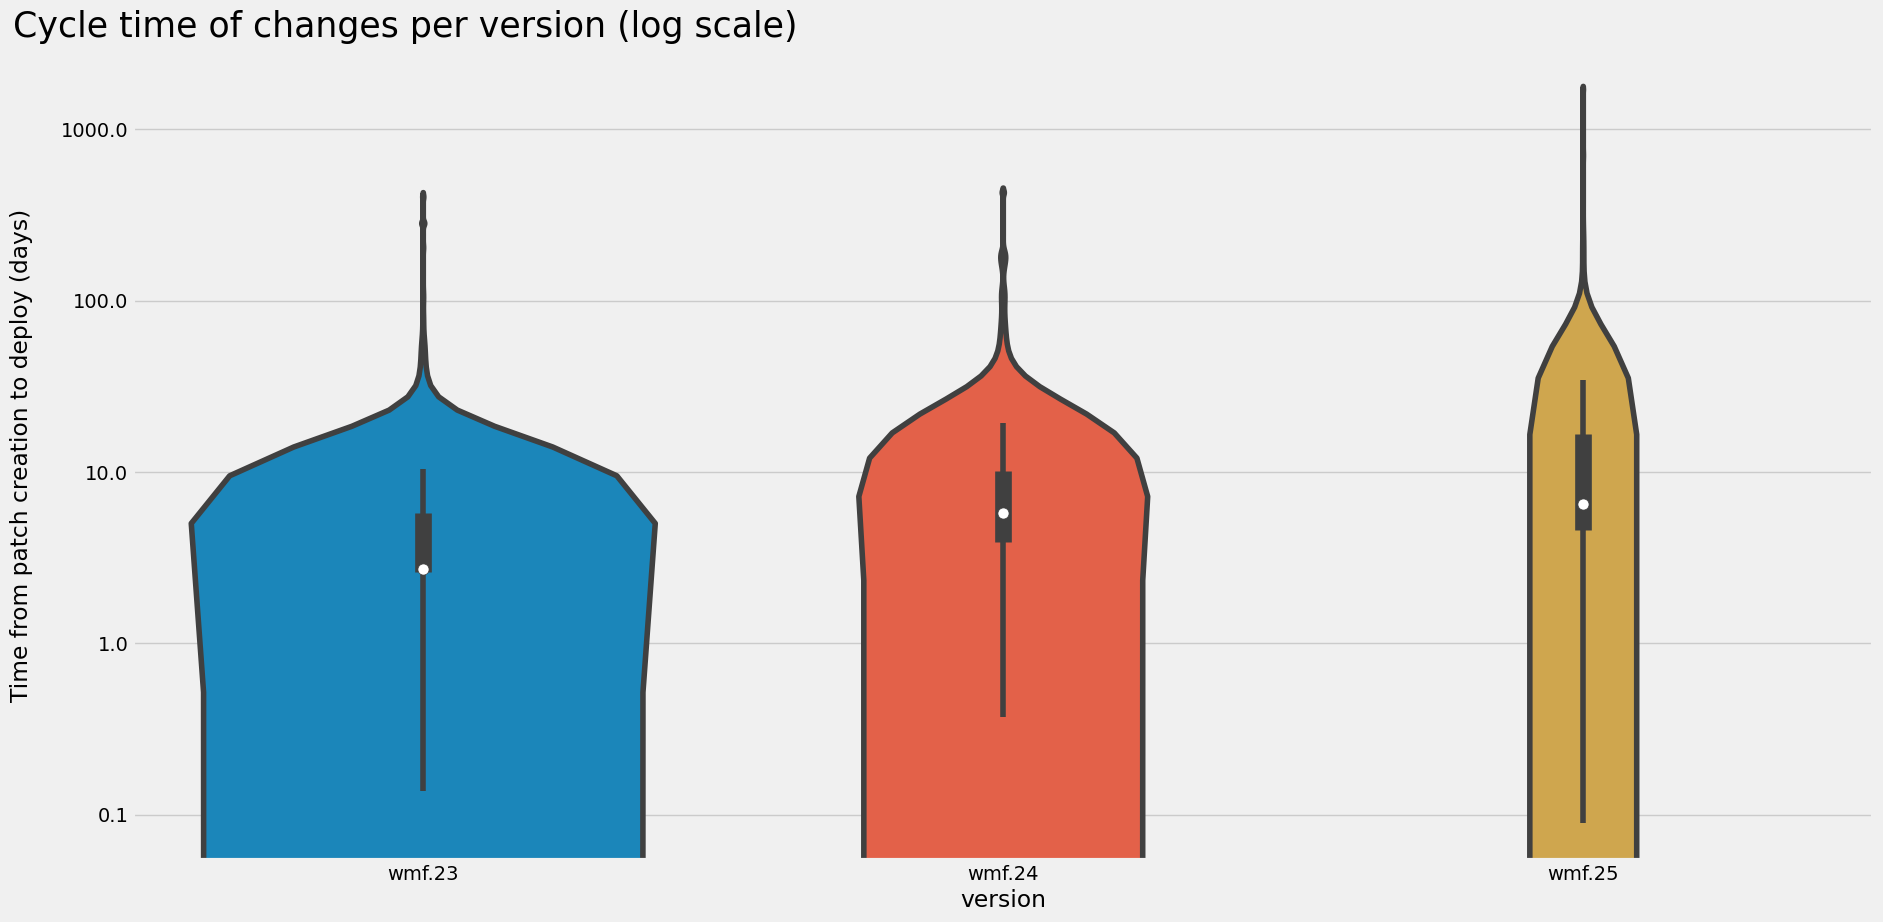 Cycle time of changes per version (log scale)
Time from patch creation to deploy (days)
1000.0
100.0
10.0
1.0
0.1
wmf.23
wmf.24
wmf.25
version